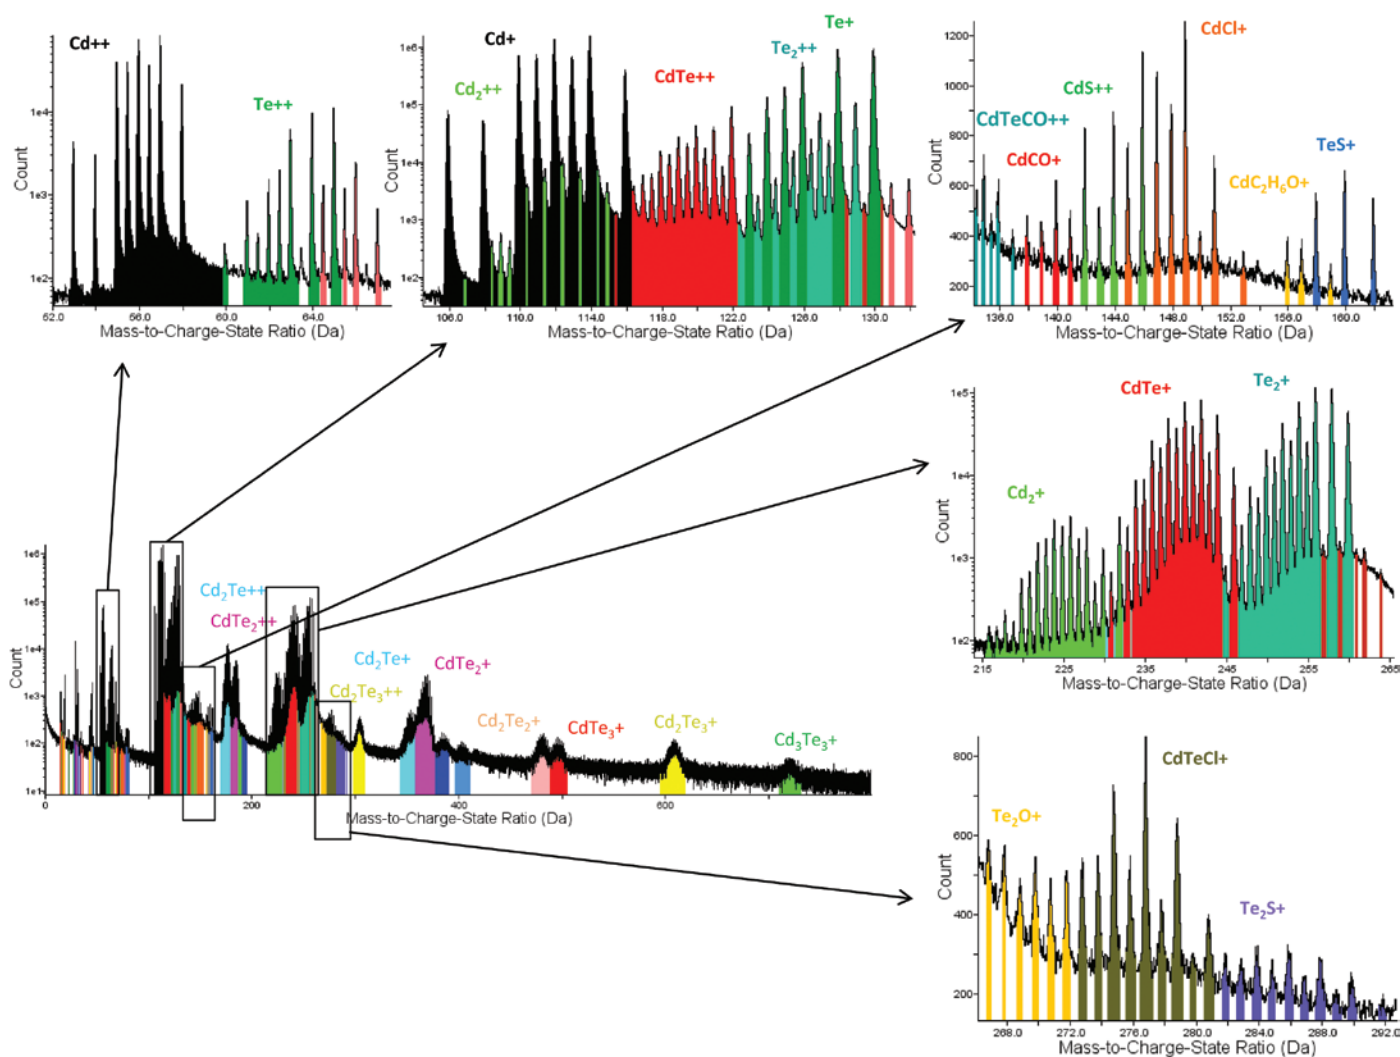 Cd++
Te++
1e4
1e3
1e2
Count
52.0
56.0
60.0
64.0
Mass-to-Charge-State Ratio (Da)
Cd+
Cd₂++
CdTe++
Te₂++
Te+
1e6
1e5
1e4
1e3
1e2
Count
106.0 110.0 114.0 118.0 122.0 126.0 130.0
Mass-to-Charge-State Ratio (Da)
CdCl+
CdS++
CdTeCO++
CdCO+
TeS+
CdC₂H₆O+
1200
1000
800
600
400
200
Count
136.0 140.0 144.0 148.0 152.0 156.0 160.0
Mass-to-Charge-State Ratio (Da)
CdTe+
Te₂+
Cd₂+
1e5
1e4
1e3
1e2
Count
215 225 235 245 255 265
Mass-to-Charge-State Ratio (Da)
1e6
1e5
1e4
1e3
1e2
1e1
Count
Cd₂Te++
CdTe₂++
Cd₂Te+
CdTe₂+
Cd₂Te₃++
Cd₂Te₂+
CdTe₃+
Cd₂Te₃+
Cd₃Te₃+
0 200 400 600
Mass-to-Charge-State Ratio (Da)
CdTeCl+
Te₂O+
Te₂S+
800
600
400
200
Count
268.0 272.0 276.0 280.0 284.0 288.0 292.0
Mass-to-Charge-State Ratio (Da)